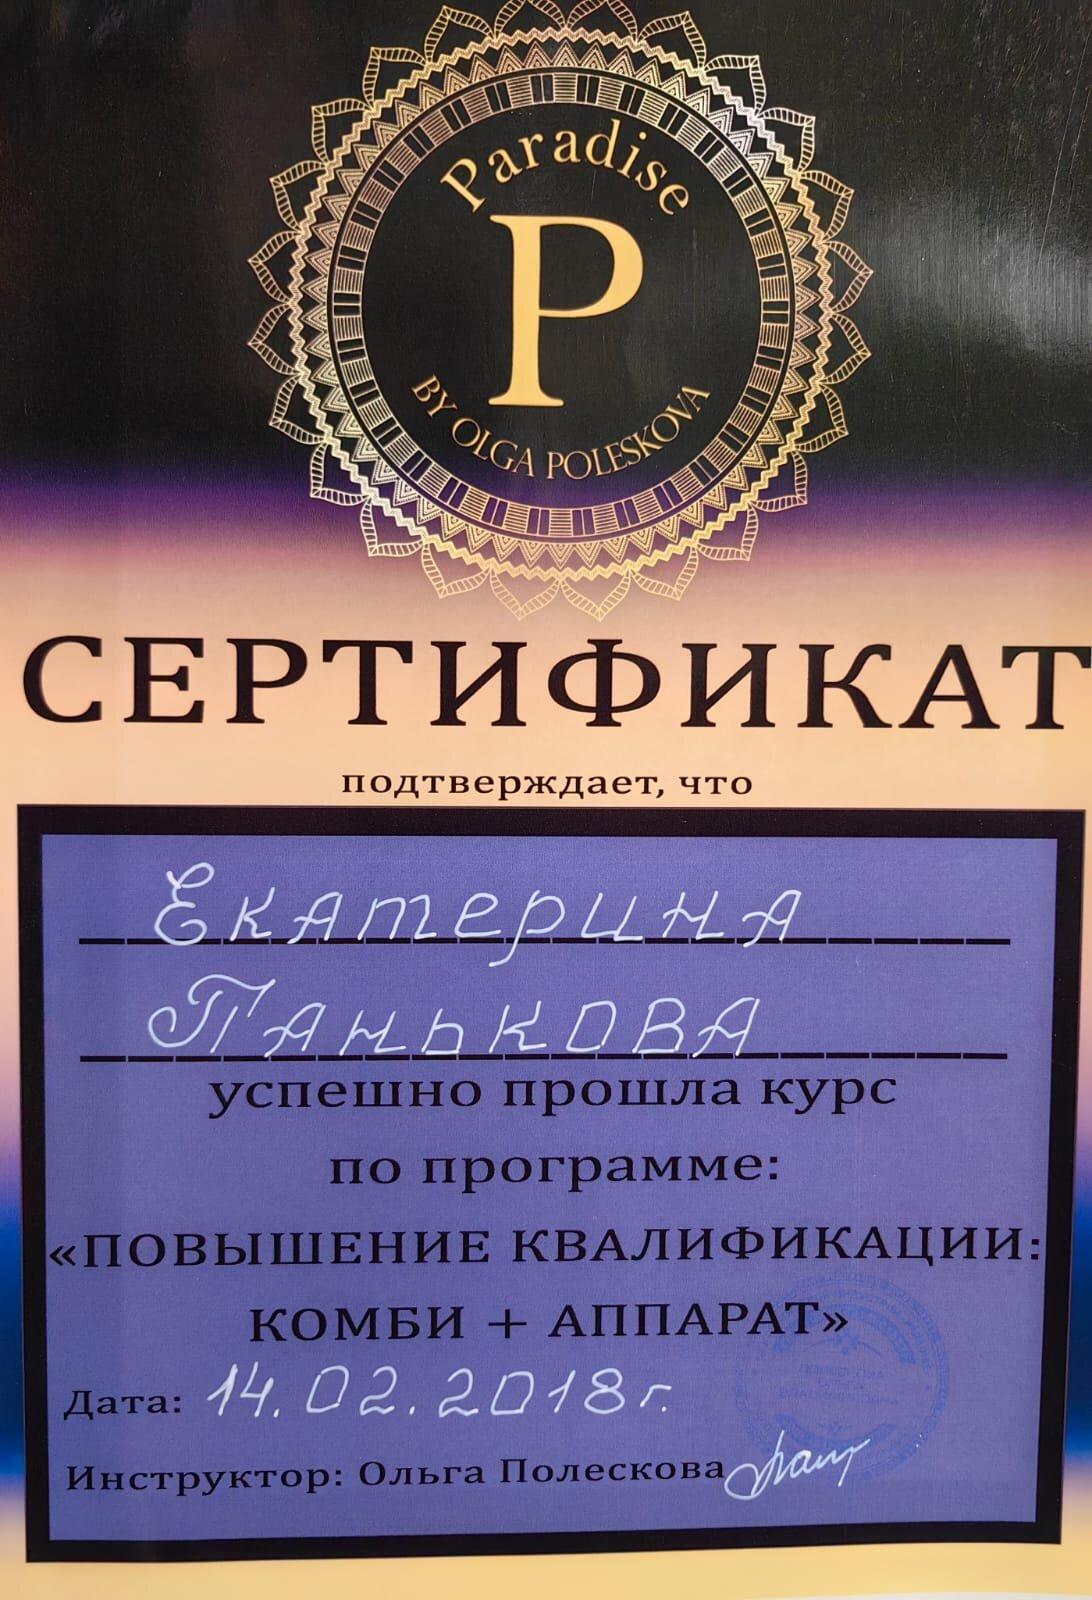 Paradise
P
BY OLGA POLESKOVA
СЕРТИФИКАТ
подтверждает, что
Екатерина
Панькова
успешно прошла курс
по программе:
«ПОВЫШЕНИЕ КВАЛИФИКАЦИИ:
КОМБИ + АППАРАТ»
Дата: 14.02.2018г.
Инструктор: Ольга Полескова